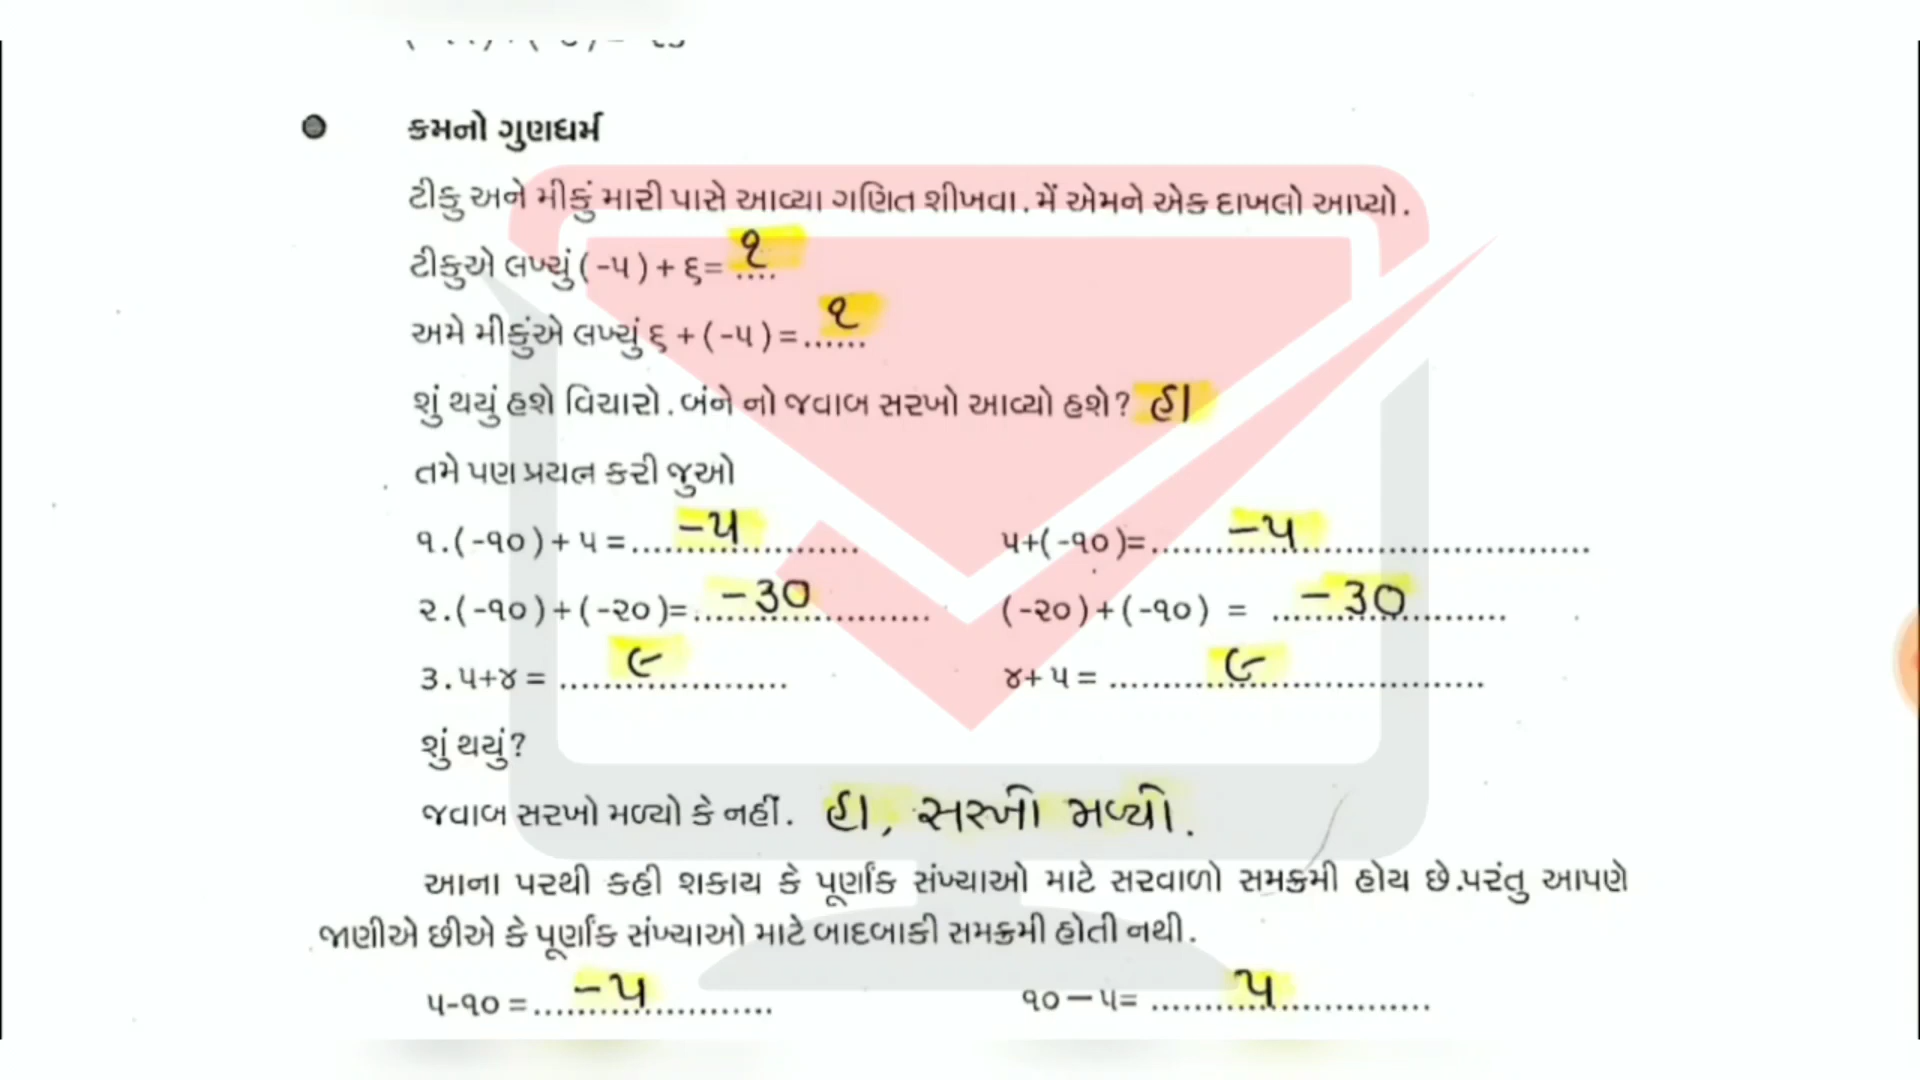 ક્રમનો ગુણધર્મ
ટીકુ અને મીકું મારી પાસે આવ્યા ગણિત શીખવા. મેં એમને એક દાખલો આપ્યો.
ટીકુએ લખ્યું (-૫) + ૬= ૧
અમે મીકુંએ લખ્યું ૬ + (-૫) = ...... ૧
શું થયું હશે વિચારો. બંને નો જવાબ સરખો આવ્યો હશે? હા
તમે પણ પ્રયત્ન કરી જુઓ
૧. (-૧૦) + ૫ = -૫ ૫+(-૧૦)= -૫
૨. (-૧૦) + (-૨૦)= -૩૦ (-૨૦) + (-૧૦) = -૩૦
૩. ૫+૪ = ૯ ૪+ ૫ = ૯
શું થયું?
જવાબ સરખો મળ્યો કે નહીં. હા, સરખો મળ્યો.
આના પરથી કહી શકાય કે પૂર્ણાંક સંખ્યાઓ માટે સરવાળો સમક્રમી હોય છે.પરંતુ આપણે
જાણીએ છીએ કે પૂર્ણાંક સંખ્યાઓ માટે બાદબાકી સમક્રમી હોતી નથી.
૫-૧૦ = -૫ ૧૦ – ૫= ૫